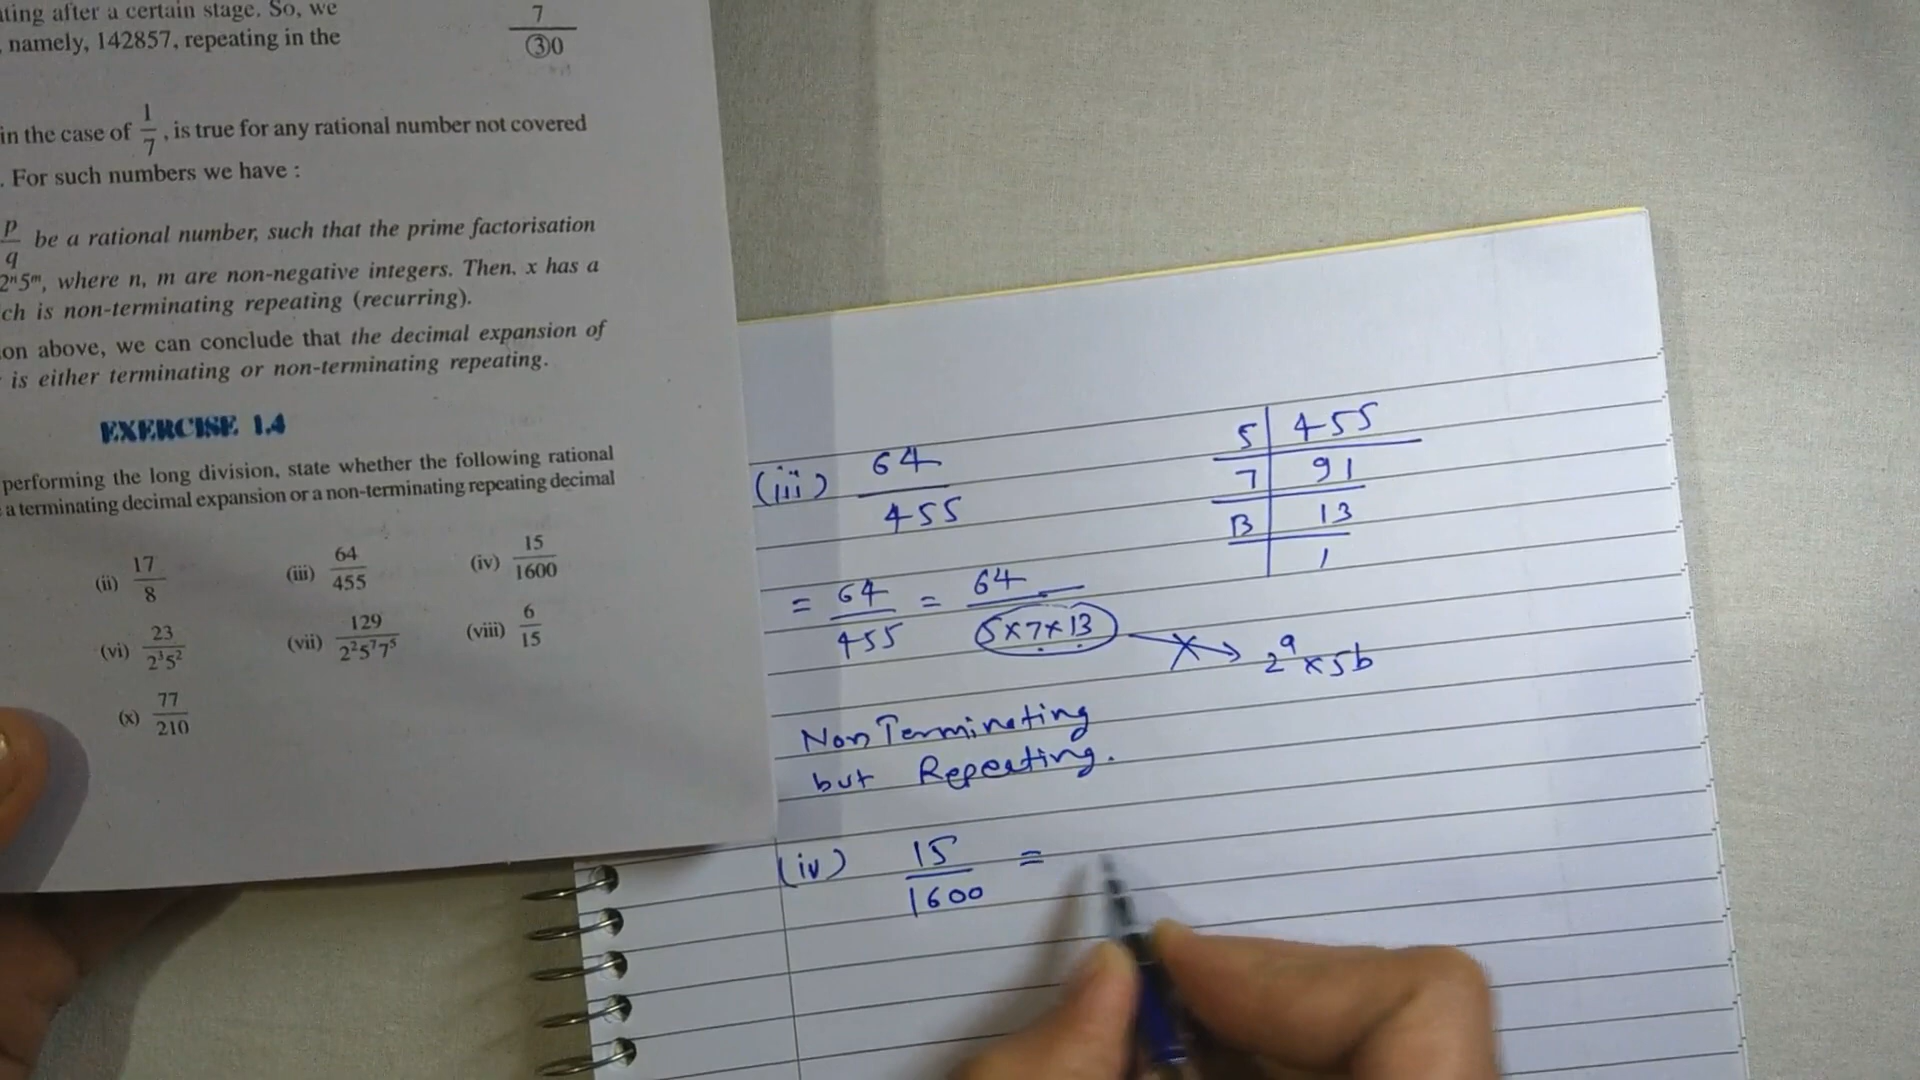 ting after a certain stage. So, we
namely, 142857, repeating in the
7
30
in the case of 1/7, is true for any rational number not covered
. For such numbers we have :
p/q be a rational number, such that the prime factorisation
2ⁿ5ᵐ, where n, m are non-negative integers. Then, x has a
ch is non-terminating repeating (recurring).
on above, we can conclude that the decimal expansion of
is either terminating or non-terminating repeating.
EXERCISE 1.4
performing the long division, state whether the following rational
a terminating decimal expansion or a non-terminating repeating decimal
(ii) 17/8 (iii) 64/455 (iv) 15/1600
(vi) 23/2³5² (vii) 129/2²5⁷7⁵ (viii) 6/15
(x) 77/210
(iii) 64/455
5 | 455
7 | 91
13 | 13
1
= 64/455 = 64/5×7×13 → 2ᵃ×5b
Non Terminating
but Repeating.
(iv) 15/1600 =